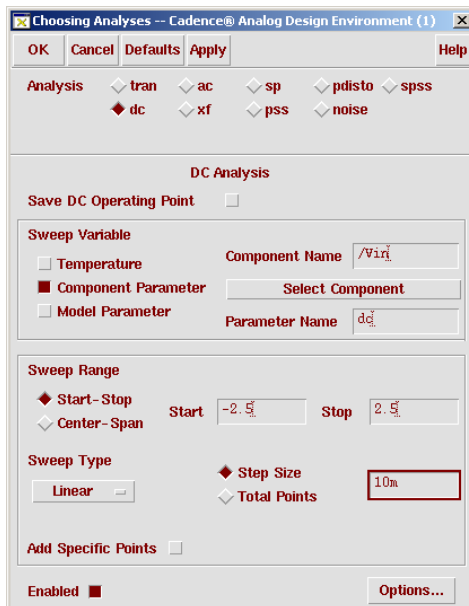 Choosing Analyses -- Cadence® Analog Design Environment (1)
OK Cancel Defaults Apply Help
Analysis tran ac sp pdisto spss
dc xf pss noise
DC Analysis
Save DC Operating Point
Sweep Variable
Temperature
Component Name /Vin
Component Parameter
Select Component
Model Parameter
Parameter Name dc
Sweep Range
Start-Stop
Start -2.5 Stop 2.5
Center-Span
Sweep Type
Step Size
10m
Linear
Total Points
Add Specific Points
Enabled Options...